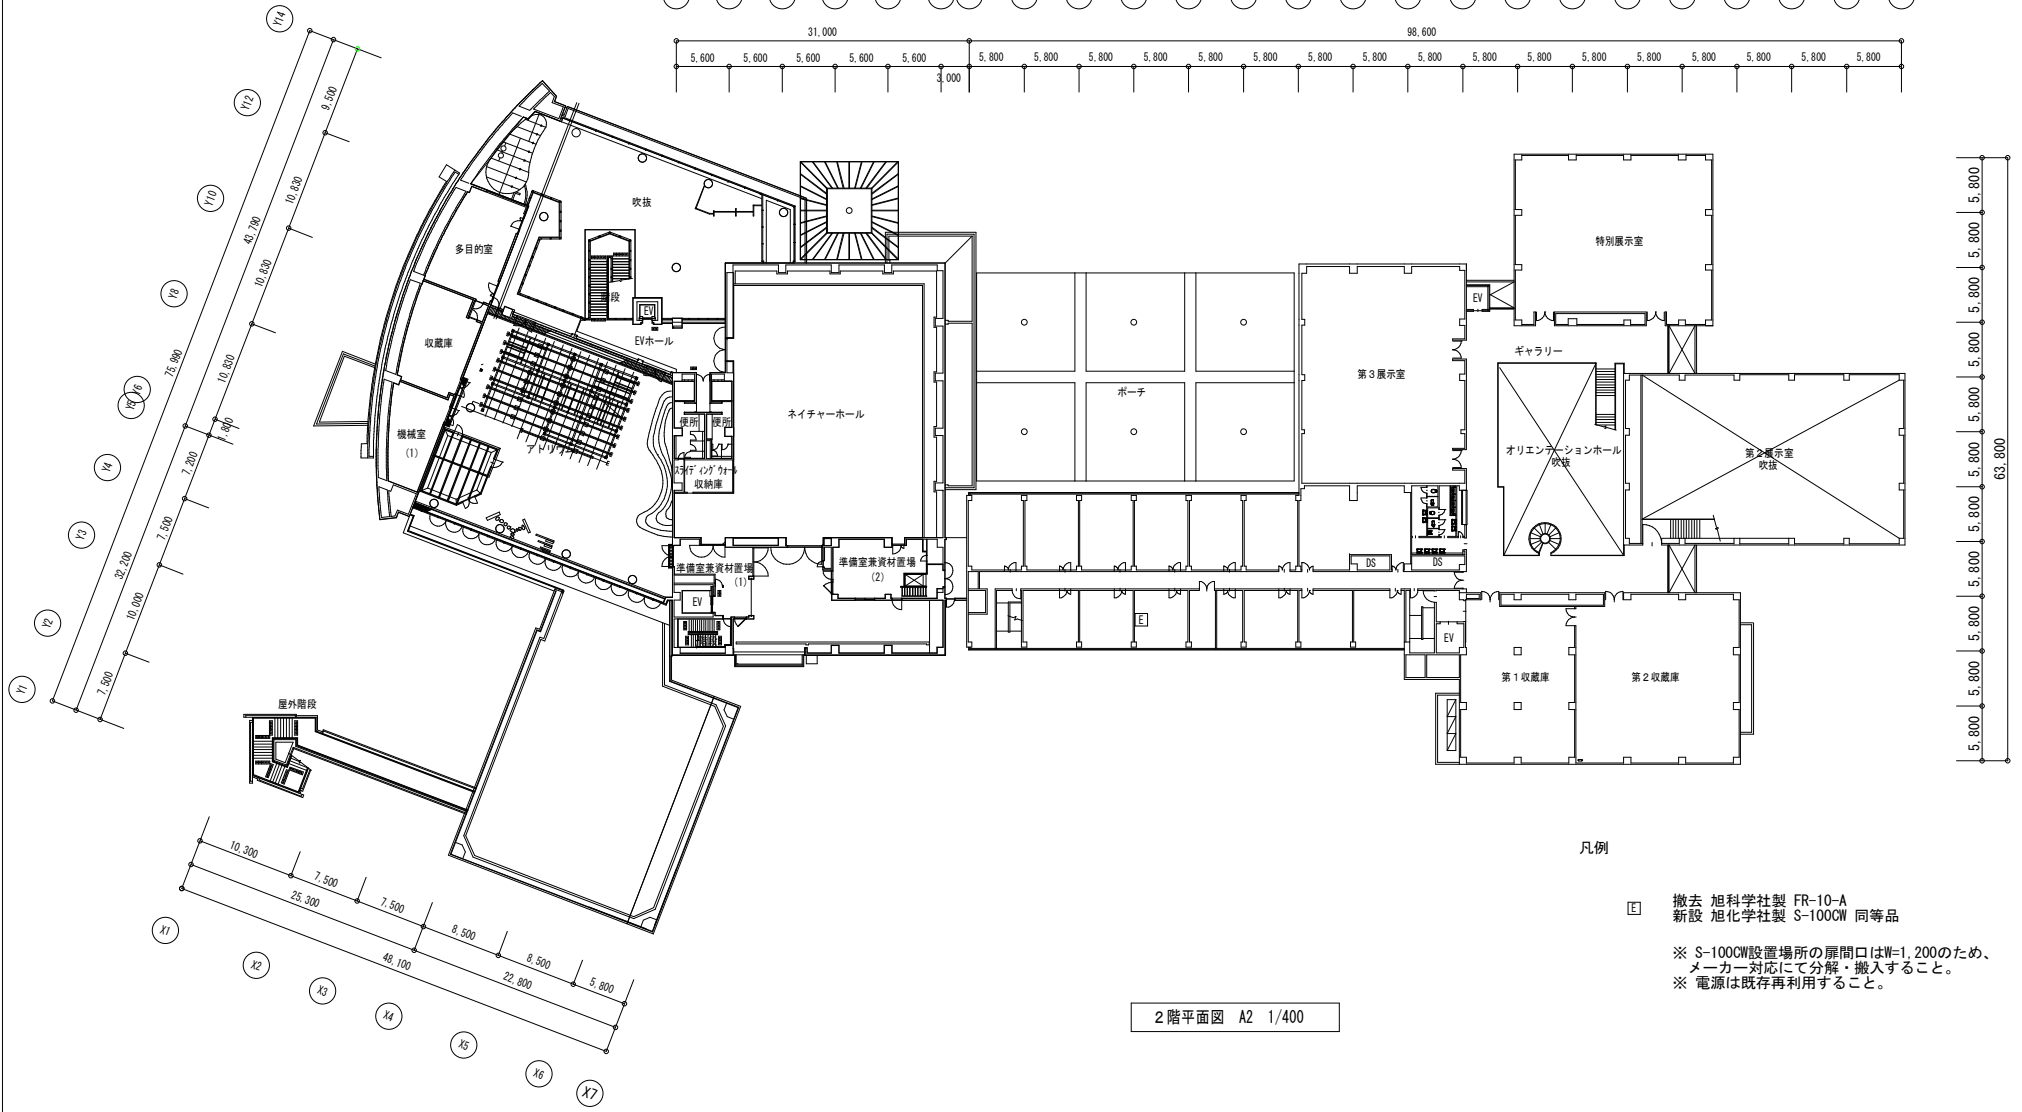 31,000
98,600
5,600 5,600 5,600 5,600 5,600 3,000 5,800 5,800 5,800 5,800 5,800 5,800 5,800 5,800 5,800 5,800 5,800 5,800 5,800 5,800 5,800 5,800 5,800
Y14
Y12
Y10
Y8
Y6
Y5
Y4
Y3
Y2
Y1
9,500
10,830
10,830
10,830
1,800
7,200
7,500
10,000
7,500
43,790
32,200
75,990
吹抜
多目的室
階段
EV
EVホール
収蔵庫
機械室
(1)
アトリウム
便所
便所
スライディングウォール
収納庫
ネイチャーホール
準備室兼資材置場
(1)
EV
準備室兼資材置場
(2)
ポーチ
第3展示室
EV
特別展示室
ギャラリー
オリエンテーションホール
吹抜
第2展示室
吹抜
DS
DS
E
EV
第1収蔵庫
第2収蔵庫
5,800
5,800
5,800
5,800
5,800
5,800
5,800
5,800
5,800
5,800
5,800
63,800
屋外階段
10,300
7,500
7,500
8,500
8,500
5,800
25,300
22,800
48,100
X1
X2
X3
X4
X5
X6
X7
凡例
E
撤去 旭科学社製 FR-10-A
新設 旭化学社製 S-100CW 同等品
※ S-100CW設置場所の扉間口はW=1,200のため、
メーカー対応にて分解・搬入すること。
※ 電源は既存再利用すること。
2階平面図 A2 1/400